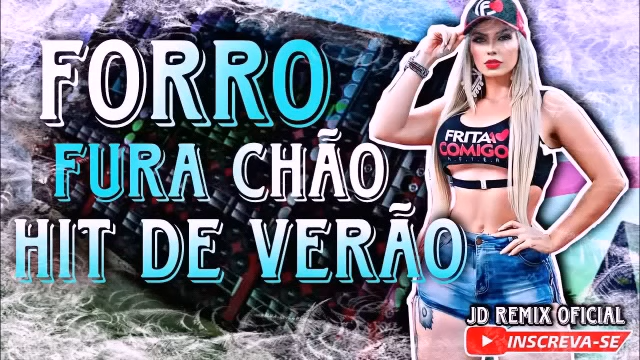 FORRO
FURA CHÃO
HIT DE VERÃO
FRITA
COMIGO
JD REMIX OFICIAL
INSCREVA-SE